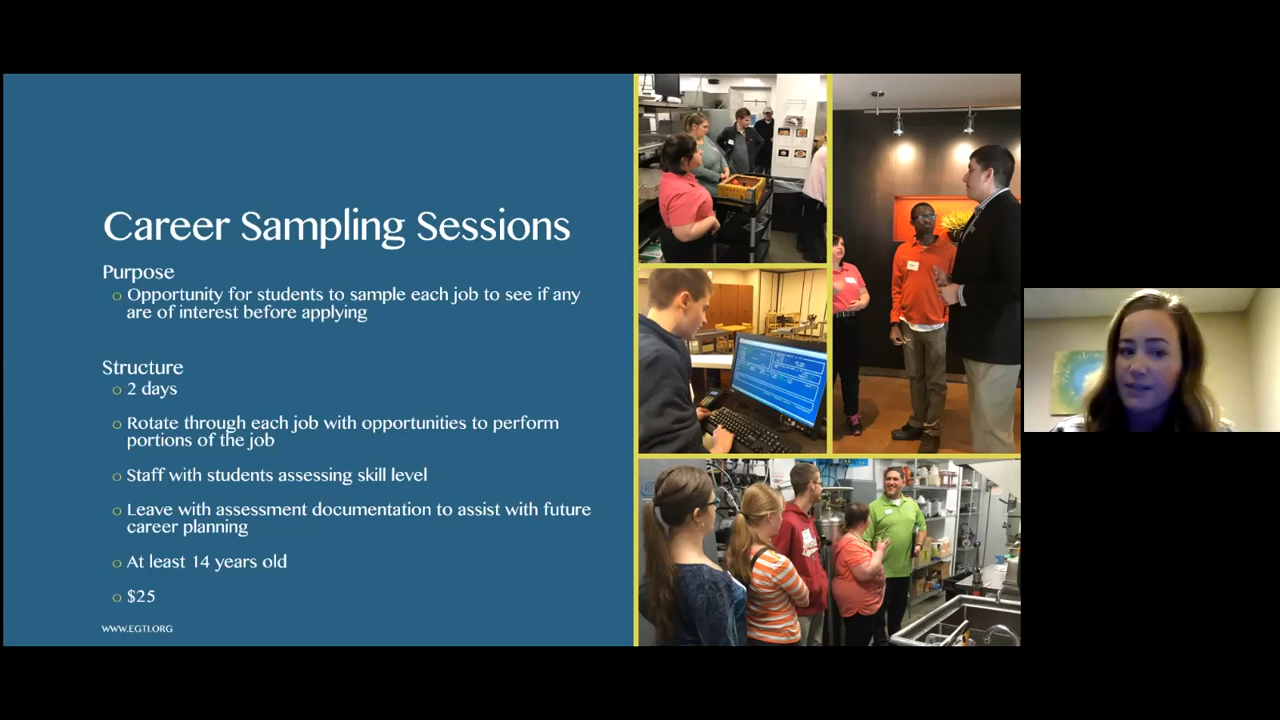 Career Sampling Sessions
Purpose
o Opportunity for students to sample each job to see if any
are of interest before applying
Structure
o 2 days
o Rotate through each job with opportunities to perform
portions of the job
o Staff with students assessing skill level
o Leave with assessment documentation to assist with future
career planning
o At least 14 years old
o $25
WWW.EGTI.ORG